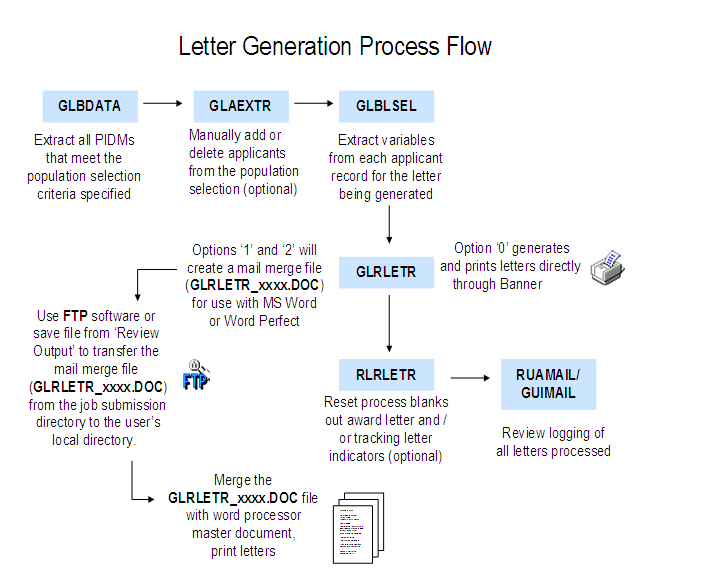 Letter Generation Process Flow
GLBDATA
GLAEXTR
GLBLSEL
Extract all PIDMs
that meet the
population selection
criteria specified
Manually add or
delete applicants
from the population
selection (optional)
Extract variables
from each applicant
record for the letter
being generated
Options ‘1’ and ‘2’ will
create a mail merge file
(GLRLETR_xxxx.DOC)
for use with MS Word
or Word Perfect
GLRLETR
Option ‘0’ generates
and prints letters directly
through Banner
Use FTP software or
save file from ‘Review
Output’ to transfer the
mail merge file
(GLRLETR_xxxx.DOC)
from the job submission
directory to the user’s
local directory.
FTP
RLRLETR
Reset process blanks
out award letter and /
or tracking letter
indicators (optional)
RUAMAIL/
GUIMAIL
Review logging of
all letters processed
Merge the
GLRLETR_xxxx.DOC file
with word processor
master document,
print letters